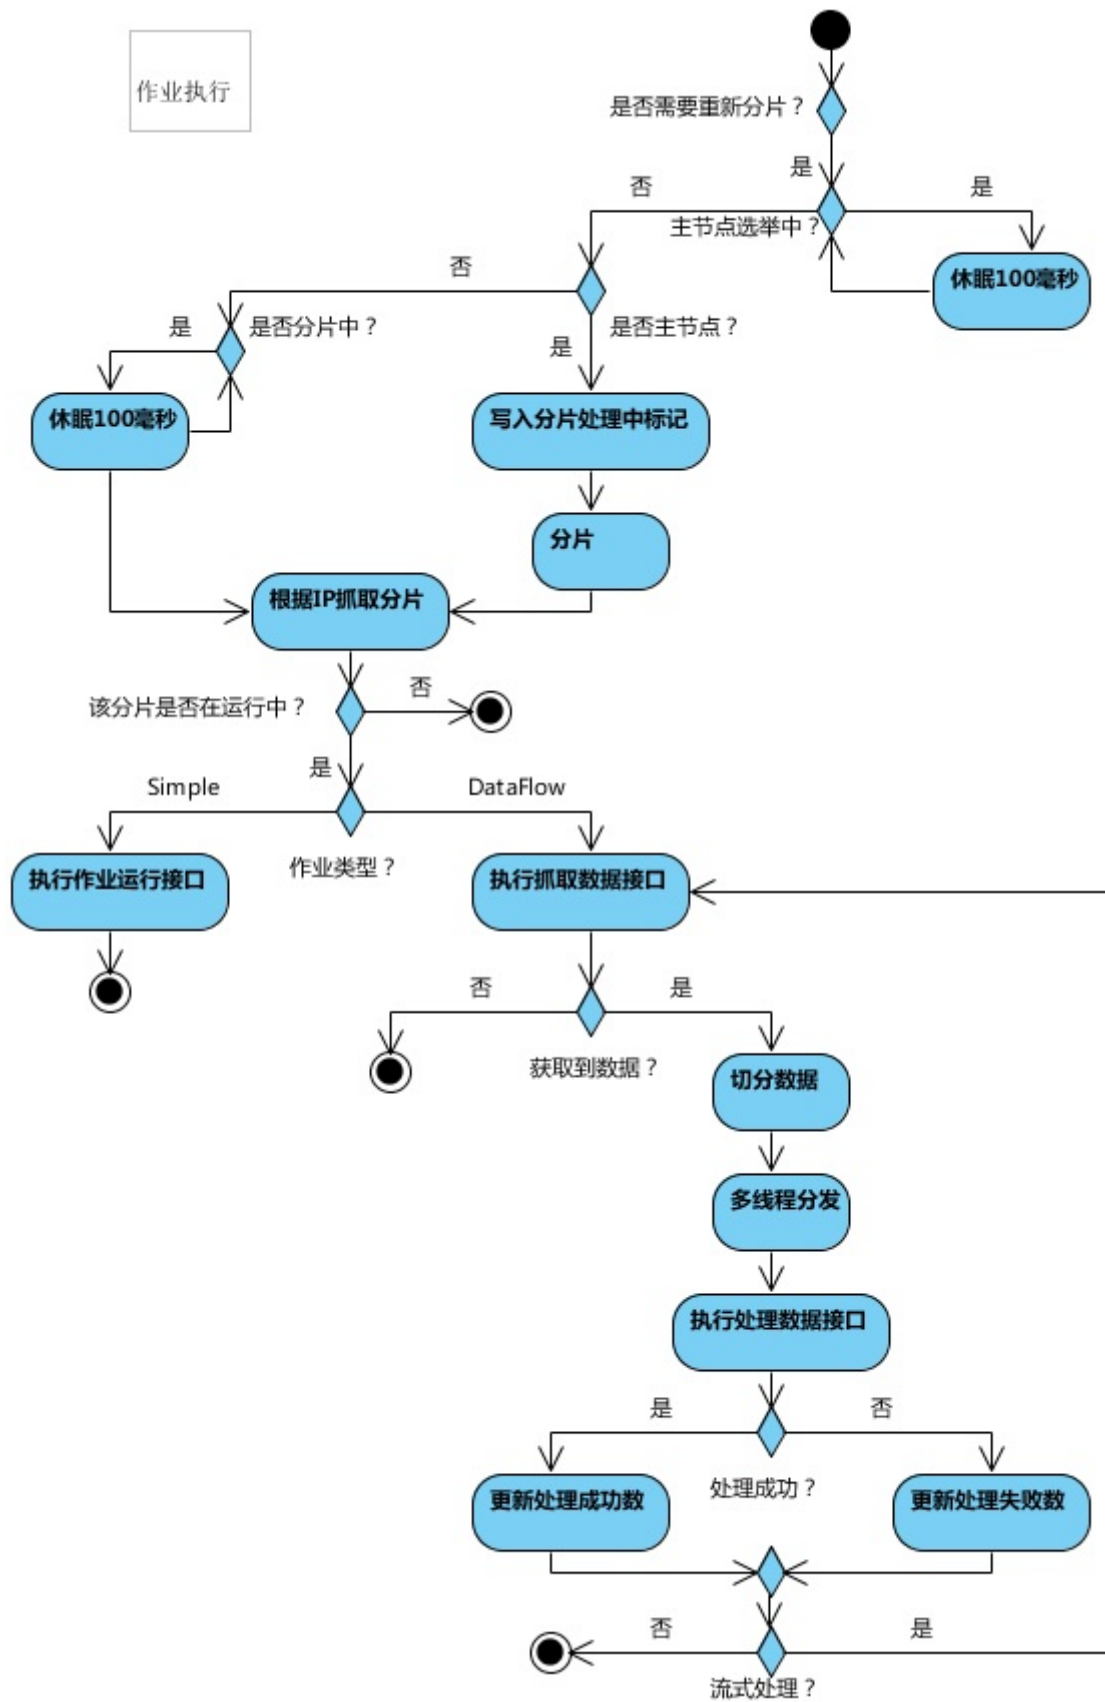 作业执行
是否需要重新分片？
是
否
是
主节点选举中？
休眠100毫秒
否
是
是否分片中？
是否主节点？
是
休眠100毫秒
写入分片处理中标记
分片
根据IP抓取分片
否
该分片是否在运行中？
是
Simple
DataFlow
作业类型？
执行作业运行接口
执行抓取数据接口
否
是
获取到数据？
切分数据
多线程分发
执行处理数据接口
是
否
处理成功？
更新处理成功数
更新处理失败数
否
是
流式处理？